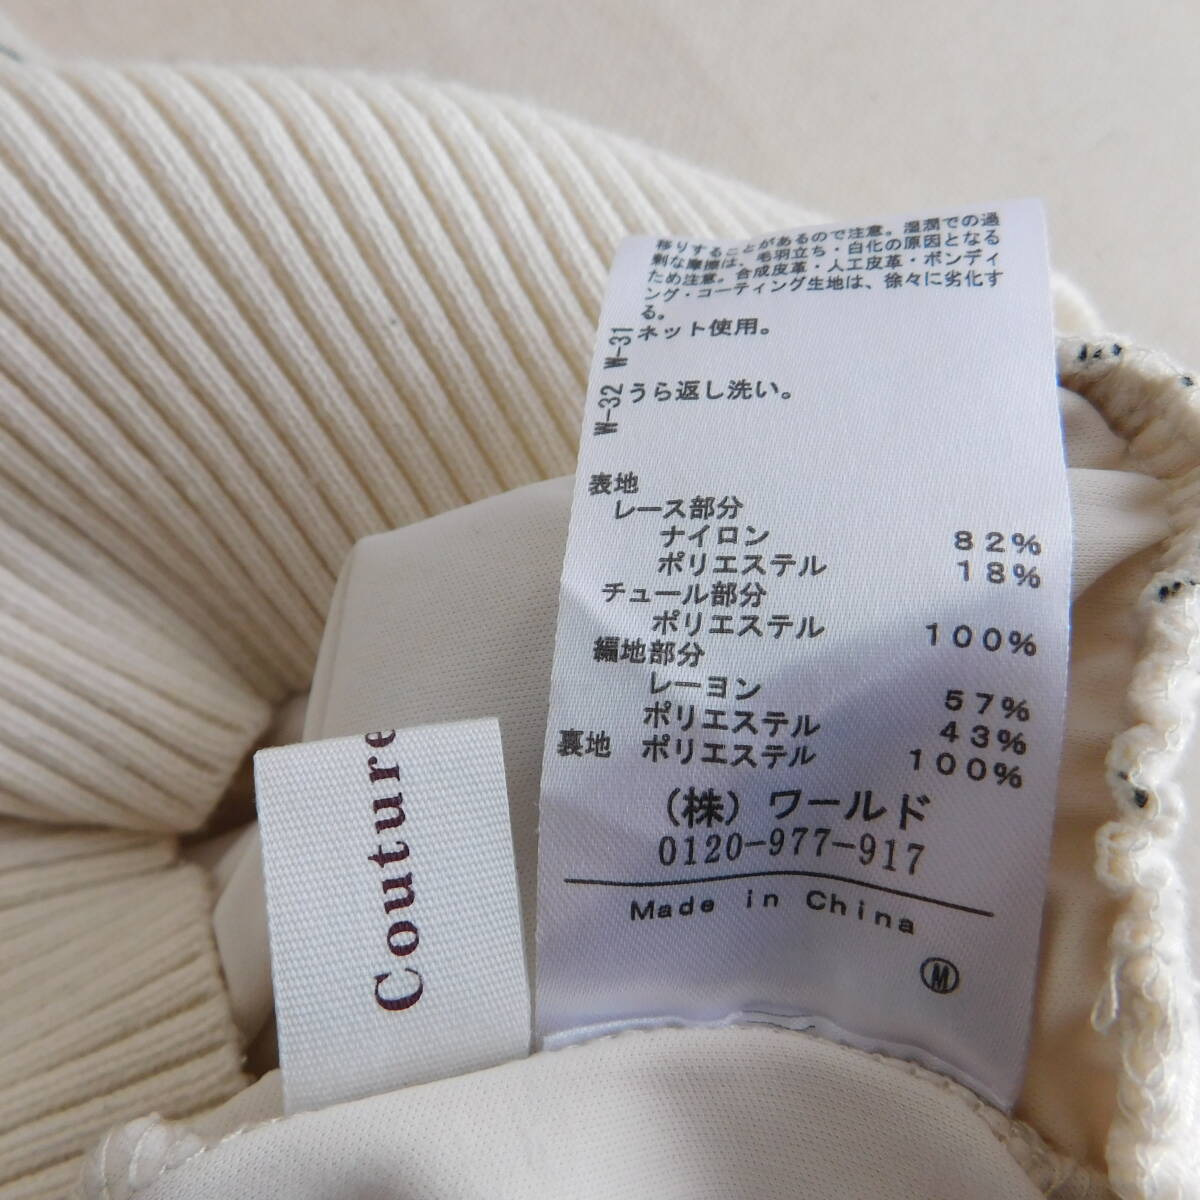 移りすることがあるので注意。湿潤での過
剰な摩擦は、毛羽立ち・白化の原因となる
ため注意。合成皮革・人工皮革・ボンディ
ング・コーティング生地は、徐々に劣化す
る。
W-31 ネット使用。
W-32 うら返し洗い。
表地
レース部分
ナイロン 82%
ポリエステル 18%
チュール部分
ポリエステル 100%
編地部分
レーヨン 57%
ポリエステル 43%
裏地 ポリエステル 100%
(株) ワールド
0120-977-917
Made in China
M
Couture